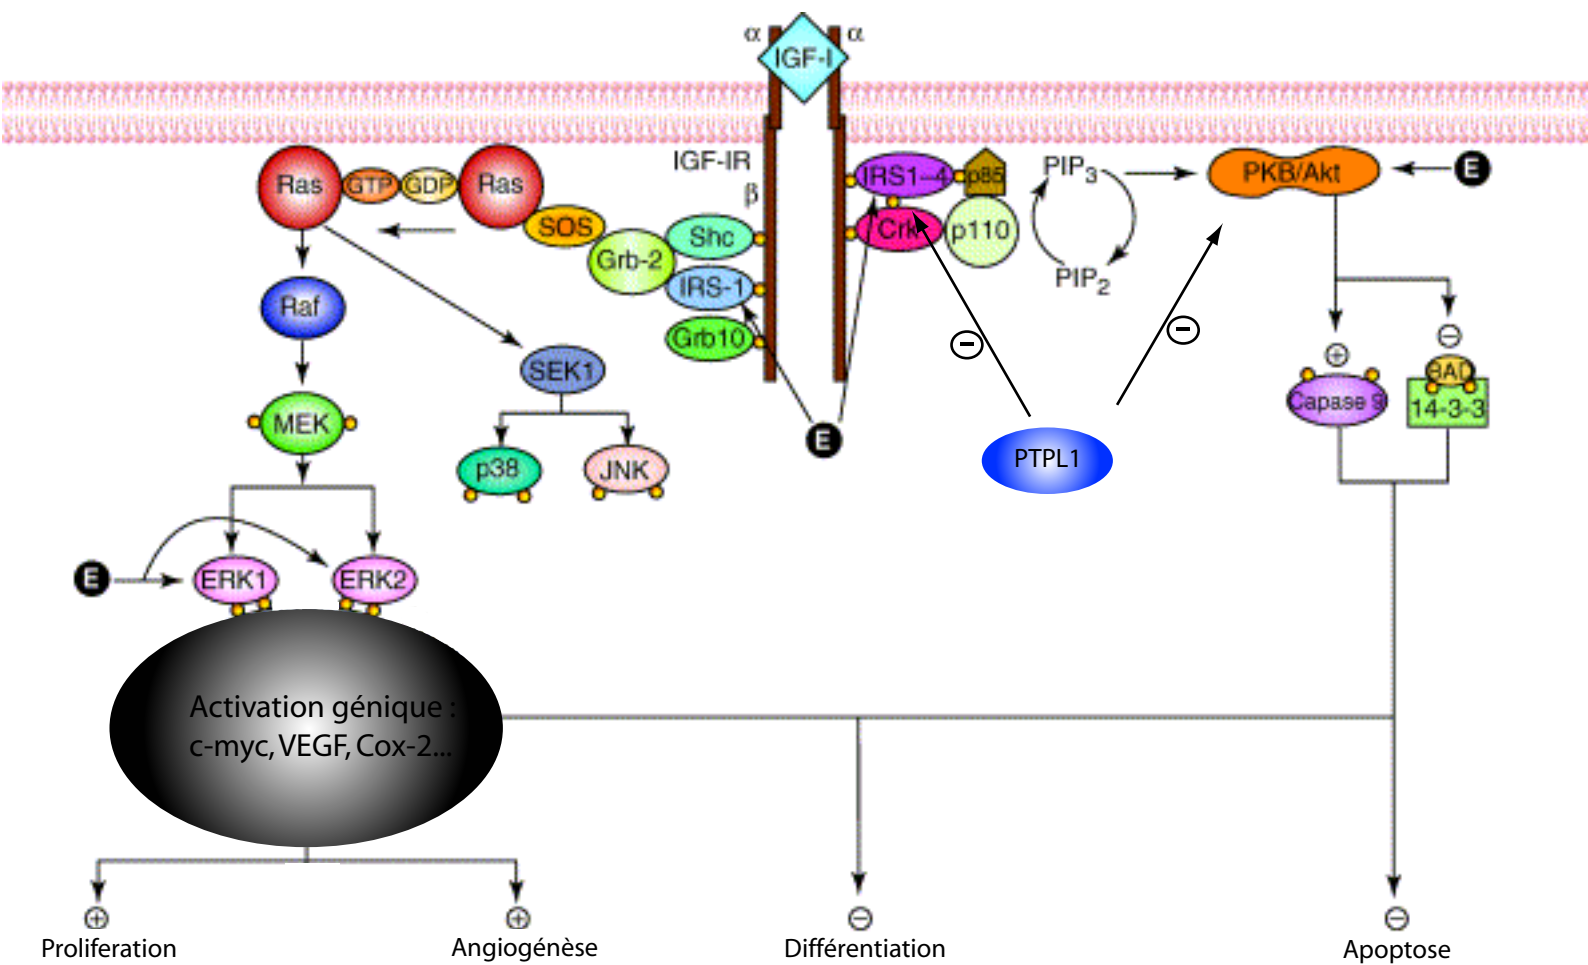 α
IGF-I
α
IGF-IR
β
Ras
GTP
GDP
Ras
SOS
Grb-2
Shc
IRS-1
Grb10
IRS1–4
p85
Crk
p110
PIP3
PIP2
PKB/Akt
E
Raf
SEK1
MEK
p38
JNK
E
−
−
PTPL1
+
−
Capase 9
BAD
14-3-3
E
ERK1
ERK2
Activation génique :
c-myc, VEGF, Cox-2...
+
+
−
−
Proliferation
Angiogénèse
Différentiation
Apoptose